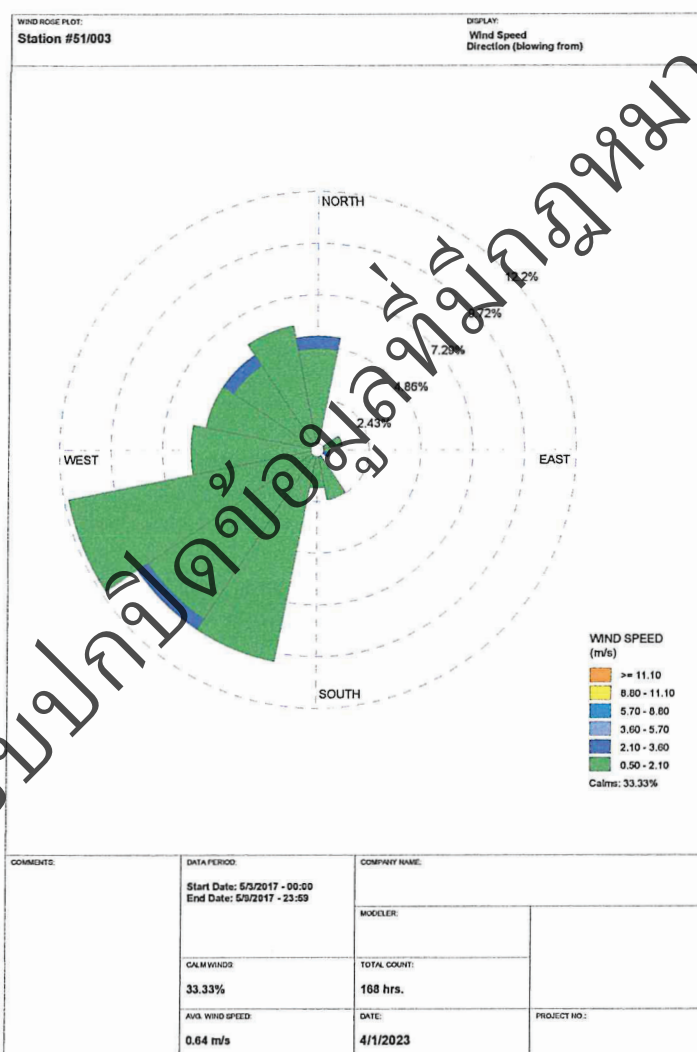 WIND ROSE PLOT:
Station #51/003
DISPLAY:
Wind Speed
Direction (blowing from)
NORTH
12.2%
9.72%
7.29%
4.86%
2.43%
WEST
EAST
SOUTH
WIND SPEED
(m/s)
>= 11.10
8.80 - 11.10
5.70 - 8.80
3.60 - 5.70
2.10 - 3.60
0.50 - 2.10
Calms: 33.33%
ปกปิดข้อมูลที่มีกฎหมา
COMMENTS:
DATA PERIOD:
Start Date: 5/3/2017 - 00:00
End Date: 5/9/2017 - 23:59
COMPANY NAME:
MODELER:
CALM WINDS:
33.33%
TOTAL COUNT:
168 hrs.
AVG. WIND SPEED:
0.64 m/s
DATE:
4/1/2023
PROJECT NO.: